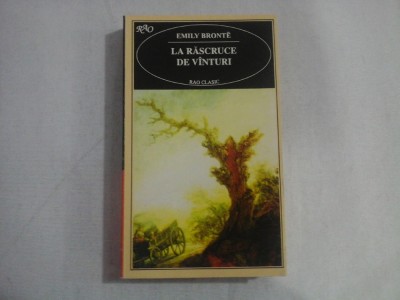 RAO
EMILY BRONTË
LA RĂSCRUCE
DE VÎNTURI
RAO CLASIC